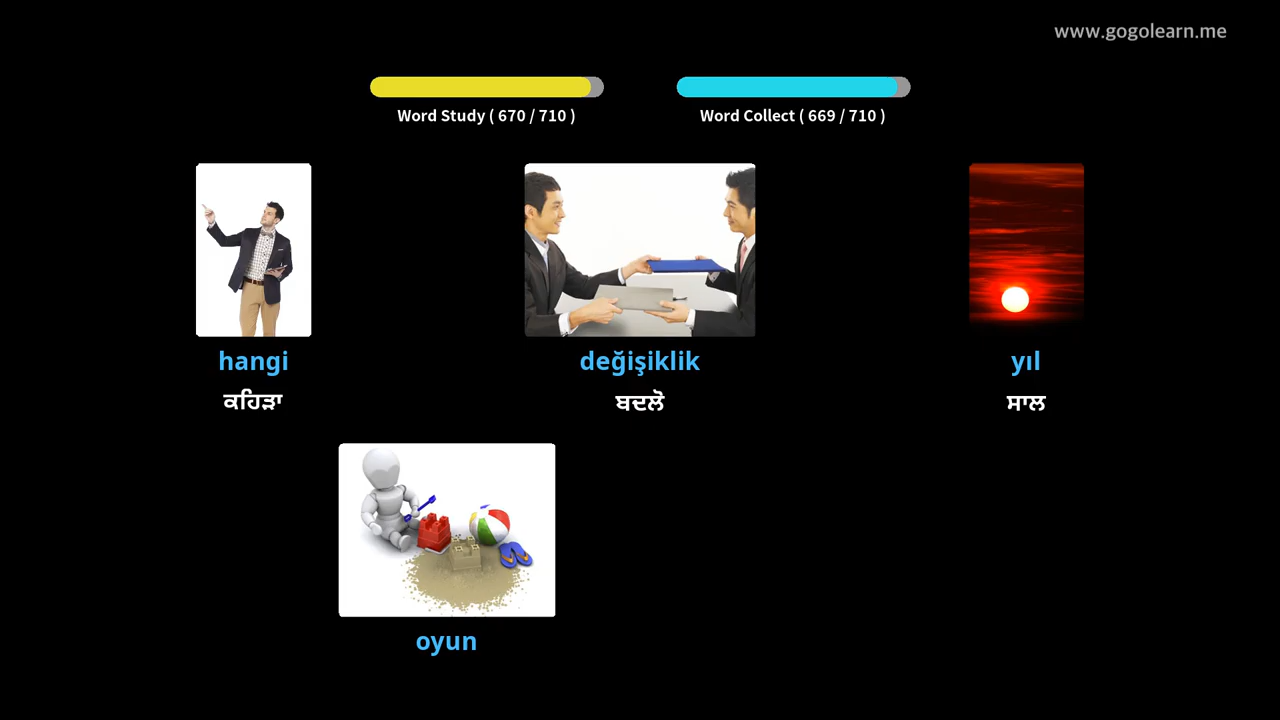 www.gogolearn.me
Word Study ( 670 / 710 )
Word Collect ( 669 / 710 )
hangi
değişiklik
yıl
ਕਹਿੜਾ
ਬਦਲੋ
ਸਾਲ
oyun